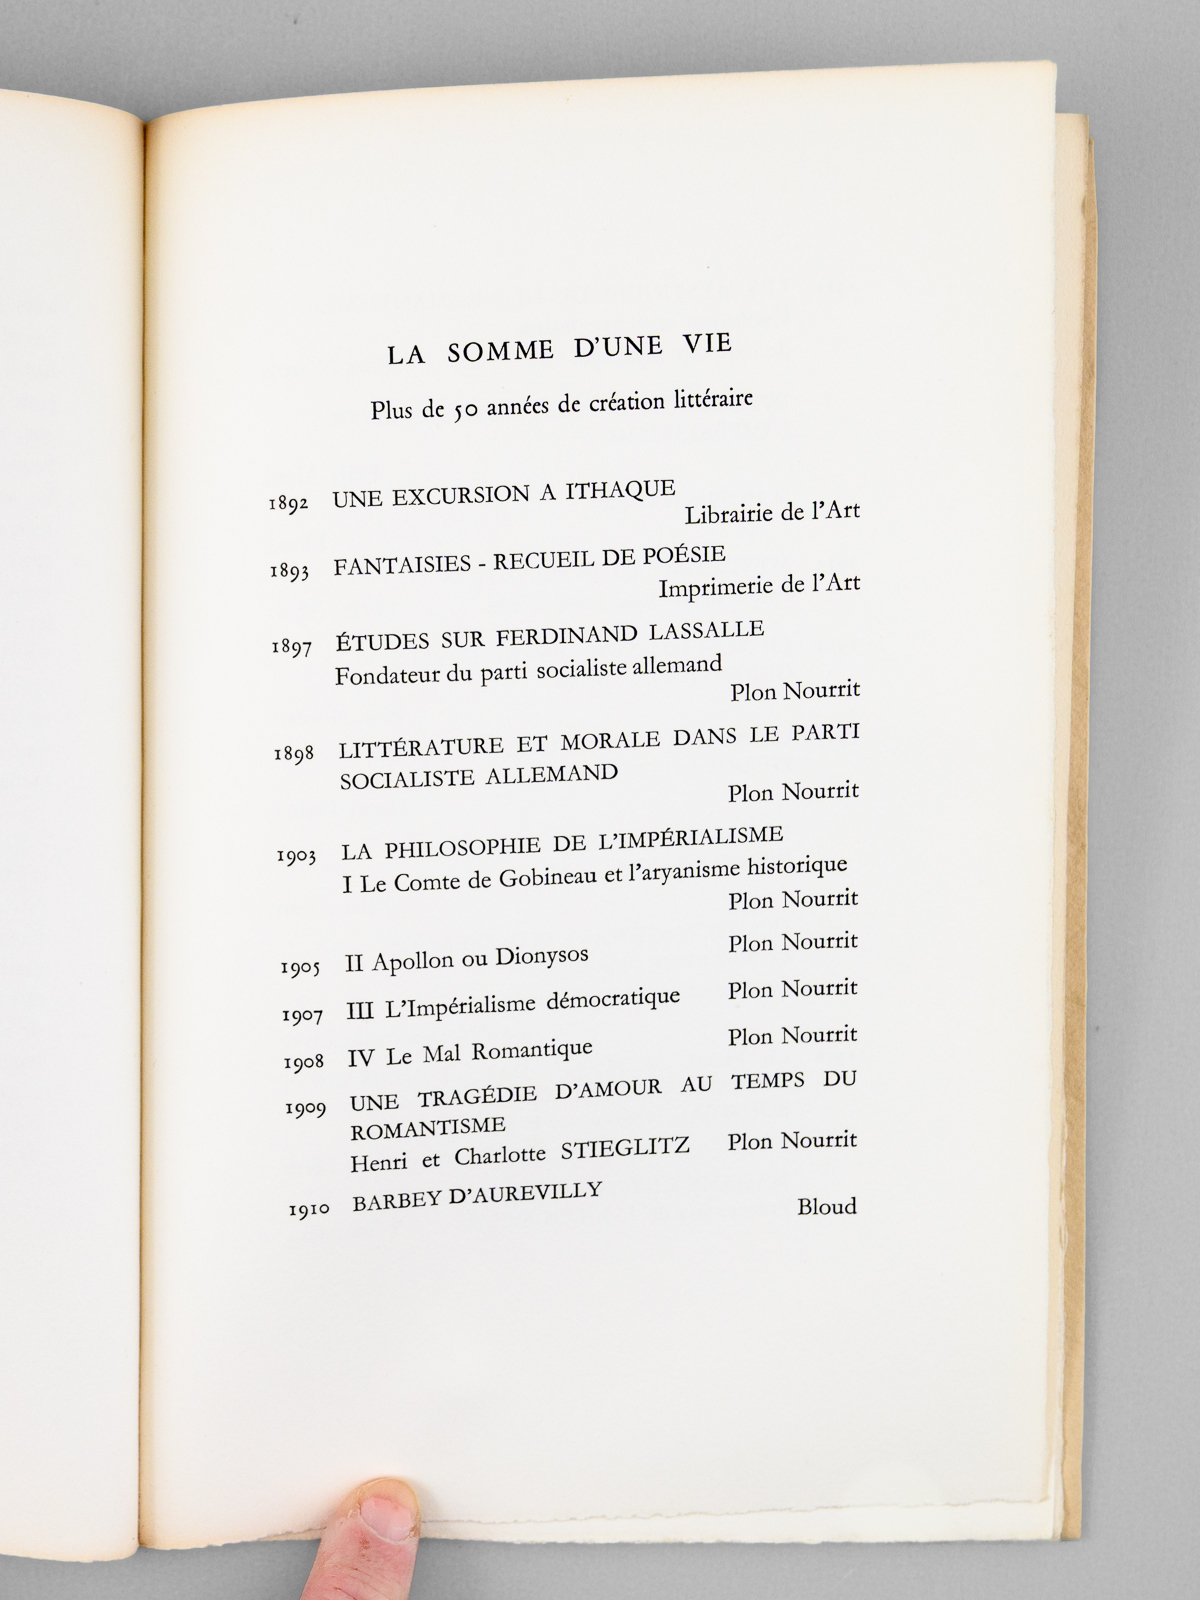 LA SOMME D'UNE VIE
Plus de 50 années de création littéraire
1892 UNE EXCURSION A ITHAQUE
Librairie de l'Art
1893 FANTAISIES - RECUEIL DE POÉSIE
Imprimerie de l'Art
1897 ÉTUDES SUR FERDINAND LASSALLE
Fondateur du parti socialiste allemand
Plon Nourrit
1898 LITTÉRATURE ET MORALE DANS LE PARTI
SOCIALISTE ALLEMAND
Plon Nourrit
1903 LA PHILOSOPHIE DE L'IMPÉRIALISME
I Le Comte de Gobineau et l'aryanisme historique
Plon Nourrit
1905 II Apollon ou Dionysos Plon Nourrit
1907 III L'Impérialisme démocratique Plon Nourrit
1908 IV Le Mal Romantique Plon Nourrit
1909 UNE TRAGÉDIE D'AMOUR AU TEMPS DU
ROMANTISME
Henri et Charlotte STIEGLITZ Plon Nourrit
1910 BARBEY D'AUREVILLY
Bloud